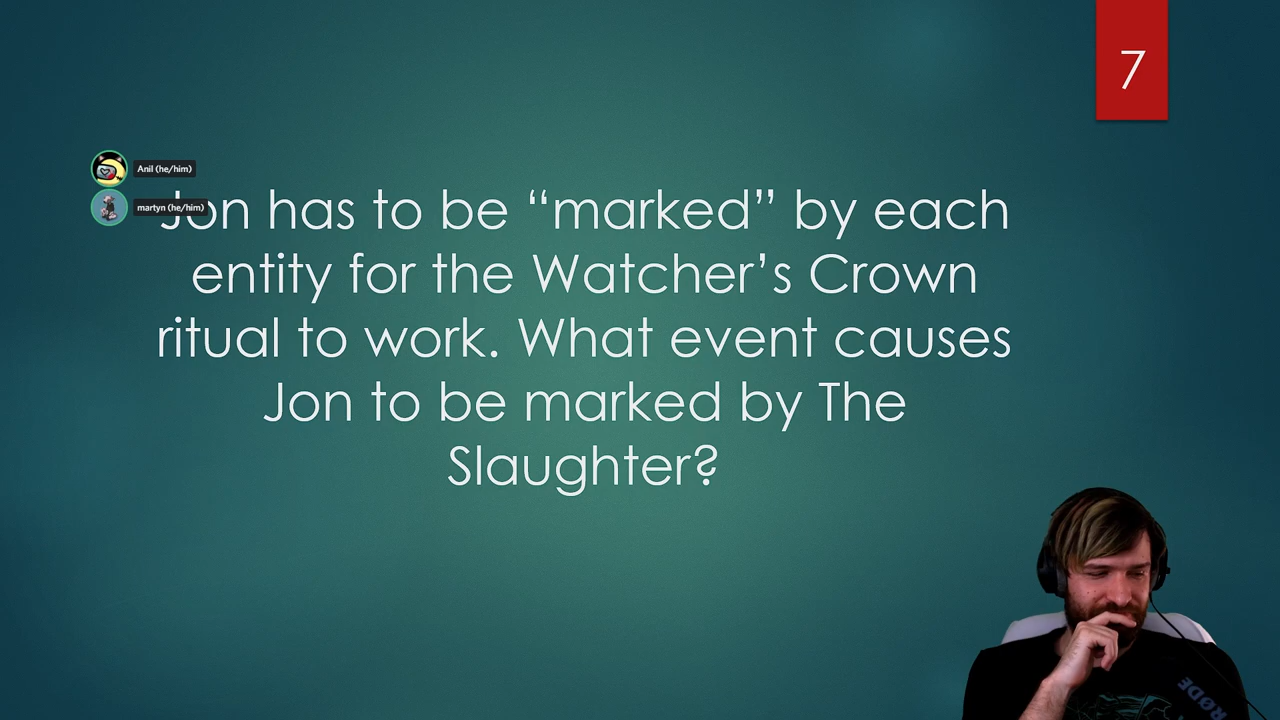 7
Anil (he/him)
martyn (he/him)
Jon has to be “marked” by each
entity for the Watcher’s Crown
ritual to work. What event causes
Jon to be marked by The
Slaughter?
RØDE